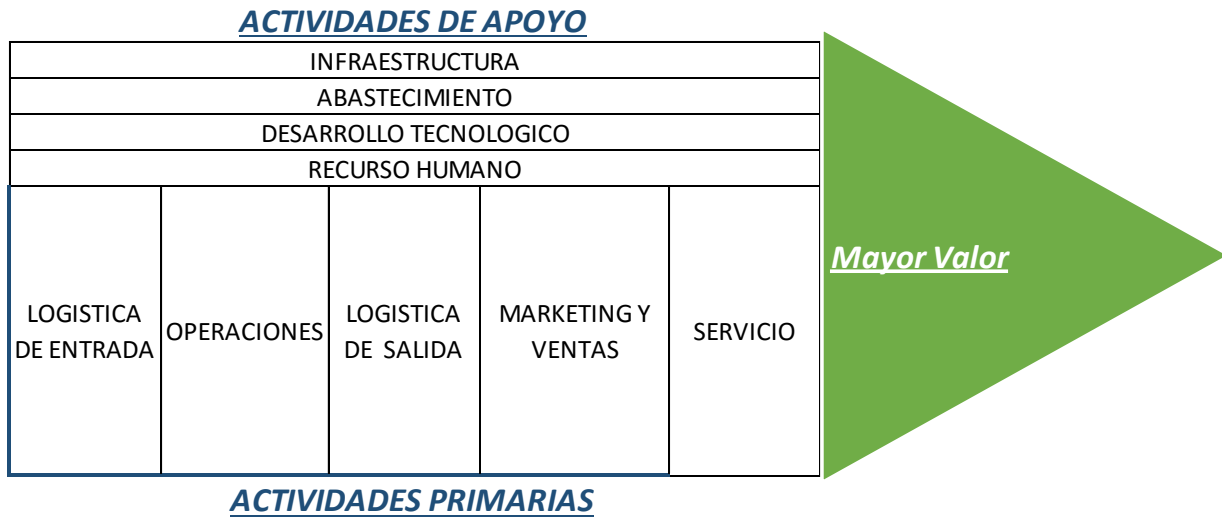 ACTIVIDADES DE APOYO
INFRAESTRUCTURA
ABASTECIMIENTO
DESARROLLO TECNOLOGICO
RECURSO HUMANO
LOGISTICA
DE ENTRADA
OPERACIONES
LOGISTICA
DE SALIDA
MARKETING Y
VENTAS
SERVICIO
Mayor Valor
ACTIVIDADES PRIMARIAS